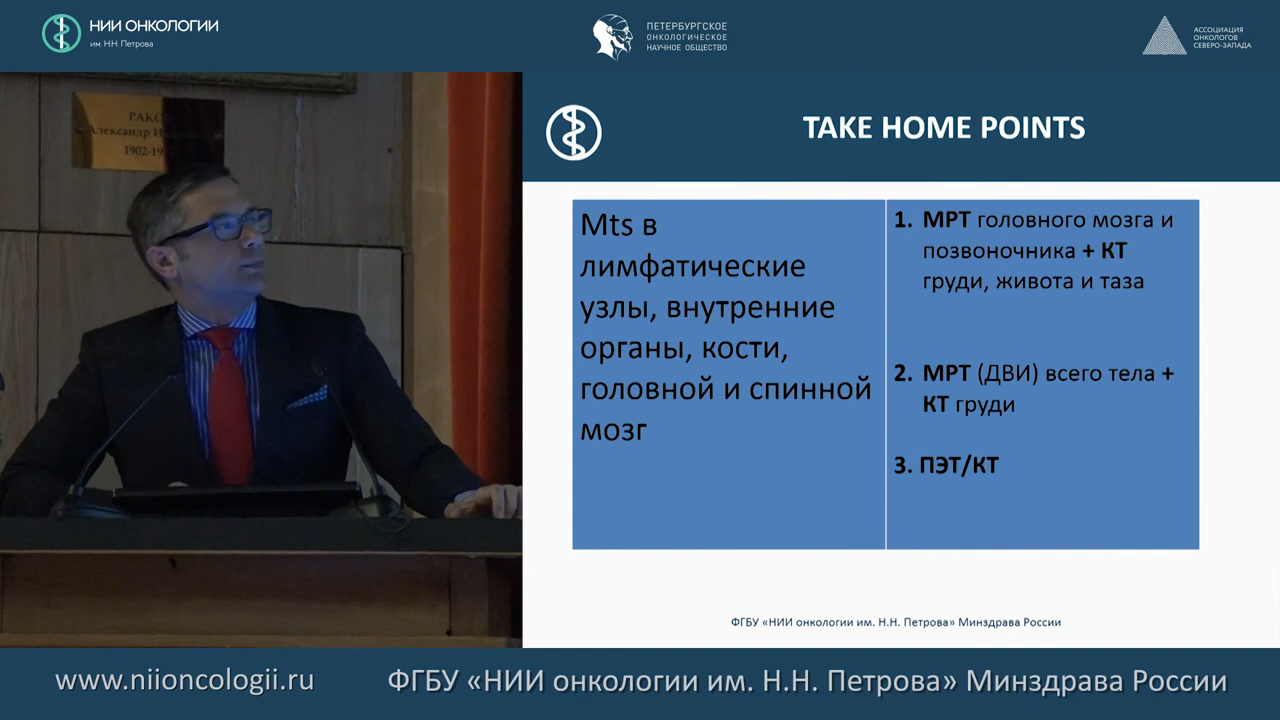 НИИ ОНКОЛОГИИ
им. Н.Н. Петрова
ПЕТЕРБУРГСКОЕ
ОНКОЛОГИЧЕСКОЕ
НАУЧНОЕ ОБЩЕСТВО
АССОЦИАЦИЯ
ОНКОЛОГОВ
СЕВЕРО-ЗАПАДА
Александр
TAKE HOME POINTS
Mts в
лимфатические
узлы, внутренние
органы, кости,
головной и спинной
мозг
1. МРТ головного мозга и
позвоночника + КТ
груди, живота и таза
2. МРТ (ДВИ) всего тела +
КТ груди
3. ПЭТ/КТ
ФГБУ «НИИ онкологии им. Н.Н. Петрова» Минздрава России
www.niioncologii.ru
ФГБУ «НИИ онкологии им. Н.Н. Петрова» Минздрава России